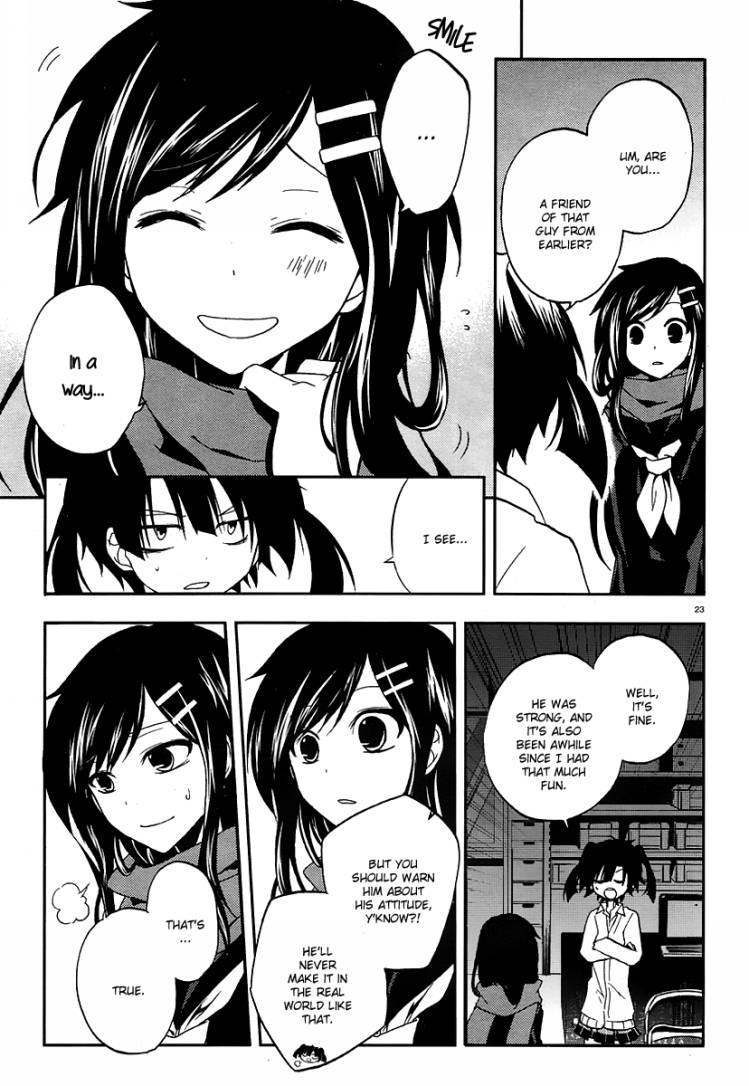 UM, ARE
YOU...
A FRIEND
OF THAT
GUY FROM
EARLIER?
SMILE
...
In a
way...
I SEE...
23
WELL,
IT'S
FINE.
HE WAS
STRONG, AND
IT'S ALSO
BEEN AWHILE
SINCE I HAD
THAT MUCH
FUN.
BUT YOU
SHOULD WARN
HIM ABOUT
HIS ATTITUDE,
Y'KNOW?!
HE'LL
NEVER
MAKE IT IN
THE REAL
WORLD LIKE
THAT.
THAT'S
...
TRUE.